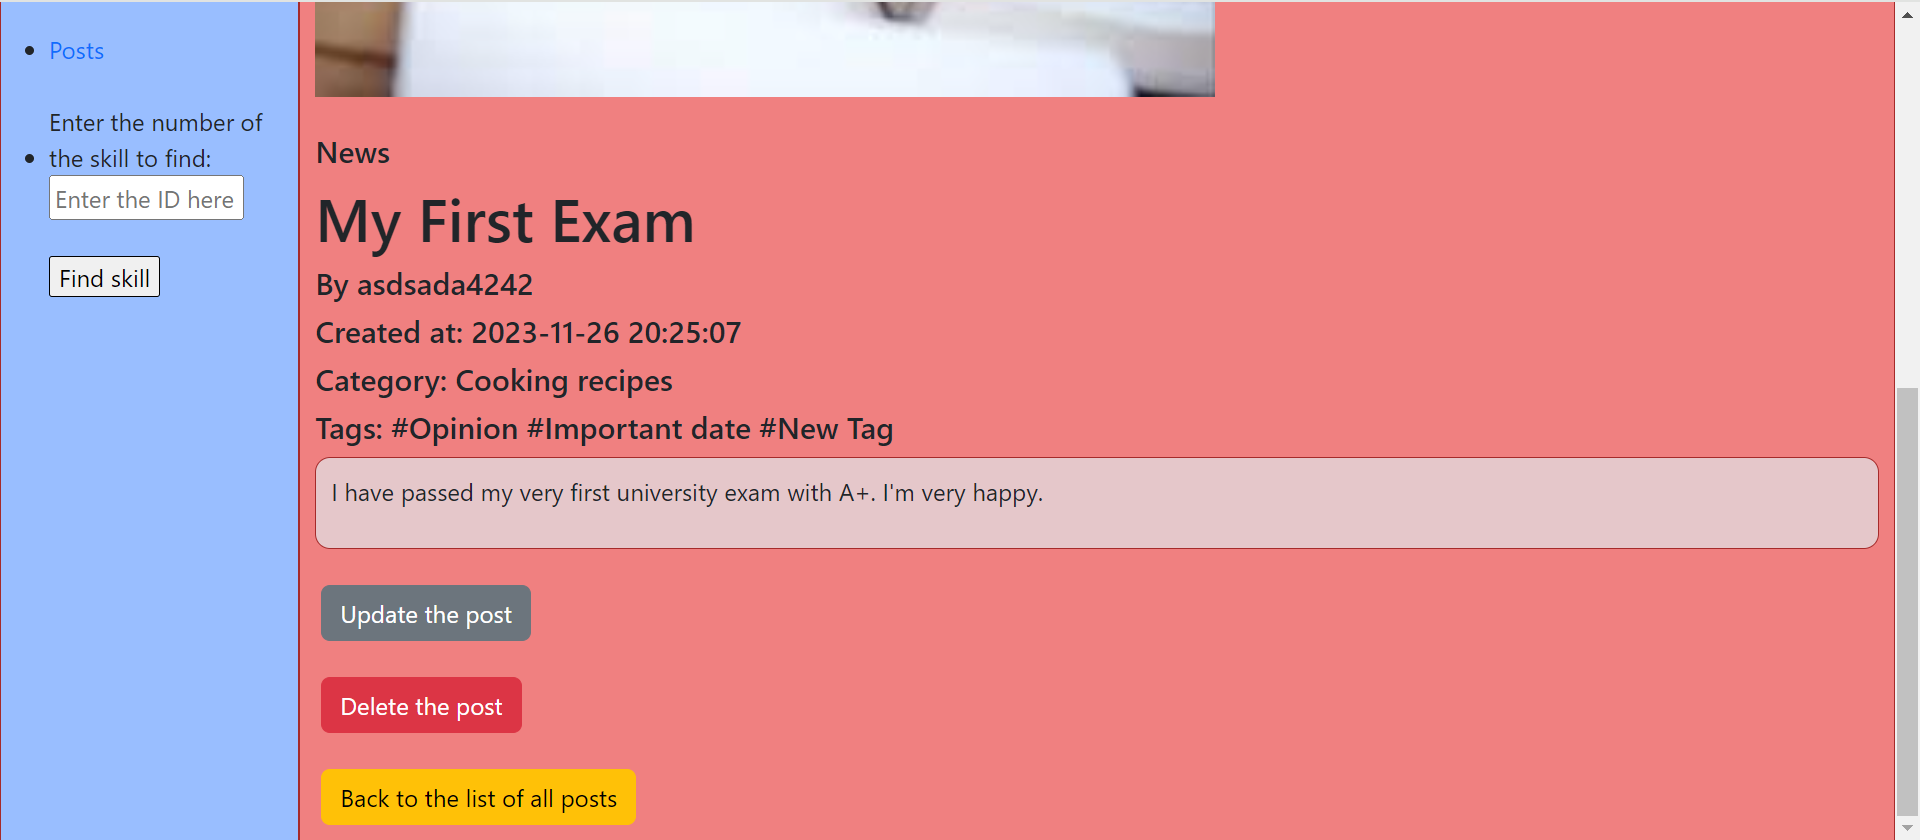 Posts
Enter the number of
the skill to find:
Enter the ID here
Find skill
News
My First Exam
By asdsada4242
Created at: 2023-11-26 20:25:07
Category: Cooking recipes
Tags: #Opinion #Important date #New Tag
I have passed my very first university exam with A+. I'm very happy.
Update the post
Delete the post
Back to the list of all posts